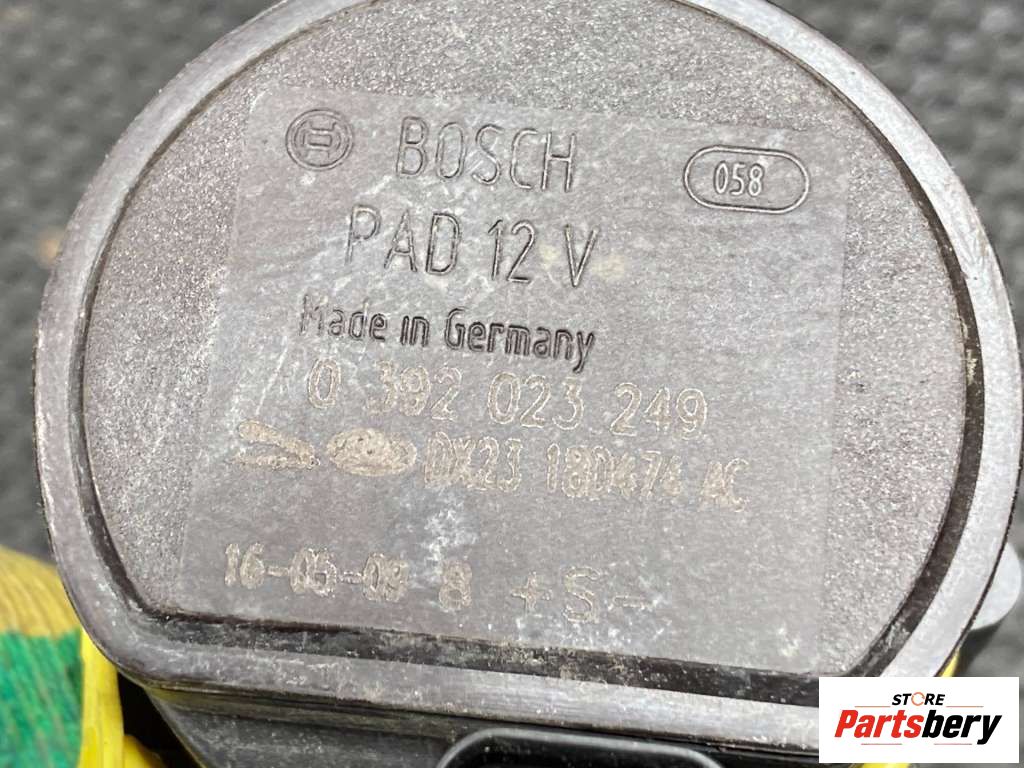 BOSCH
058
PAD 12 V
Made in Germany
0 392 023 249
DX23 18D474 AC
16-05-09 8 +S-
STORE
Partsbery